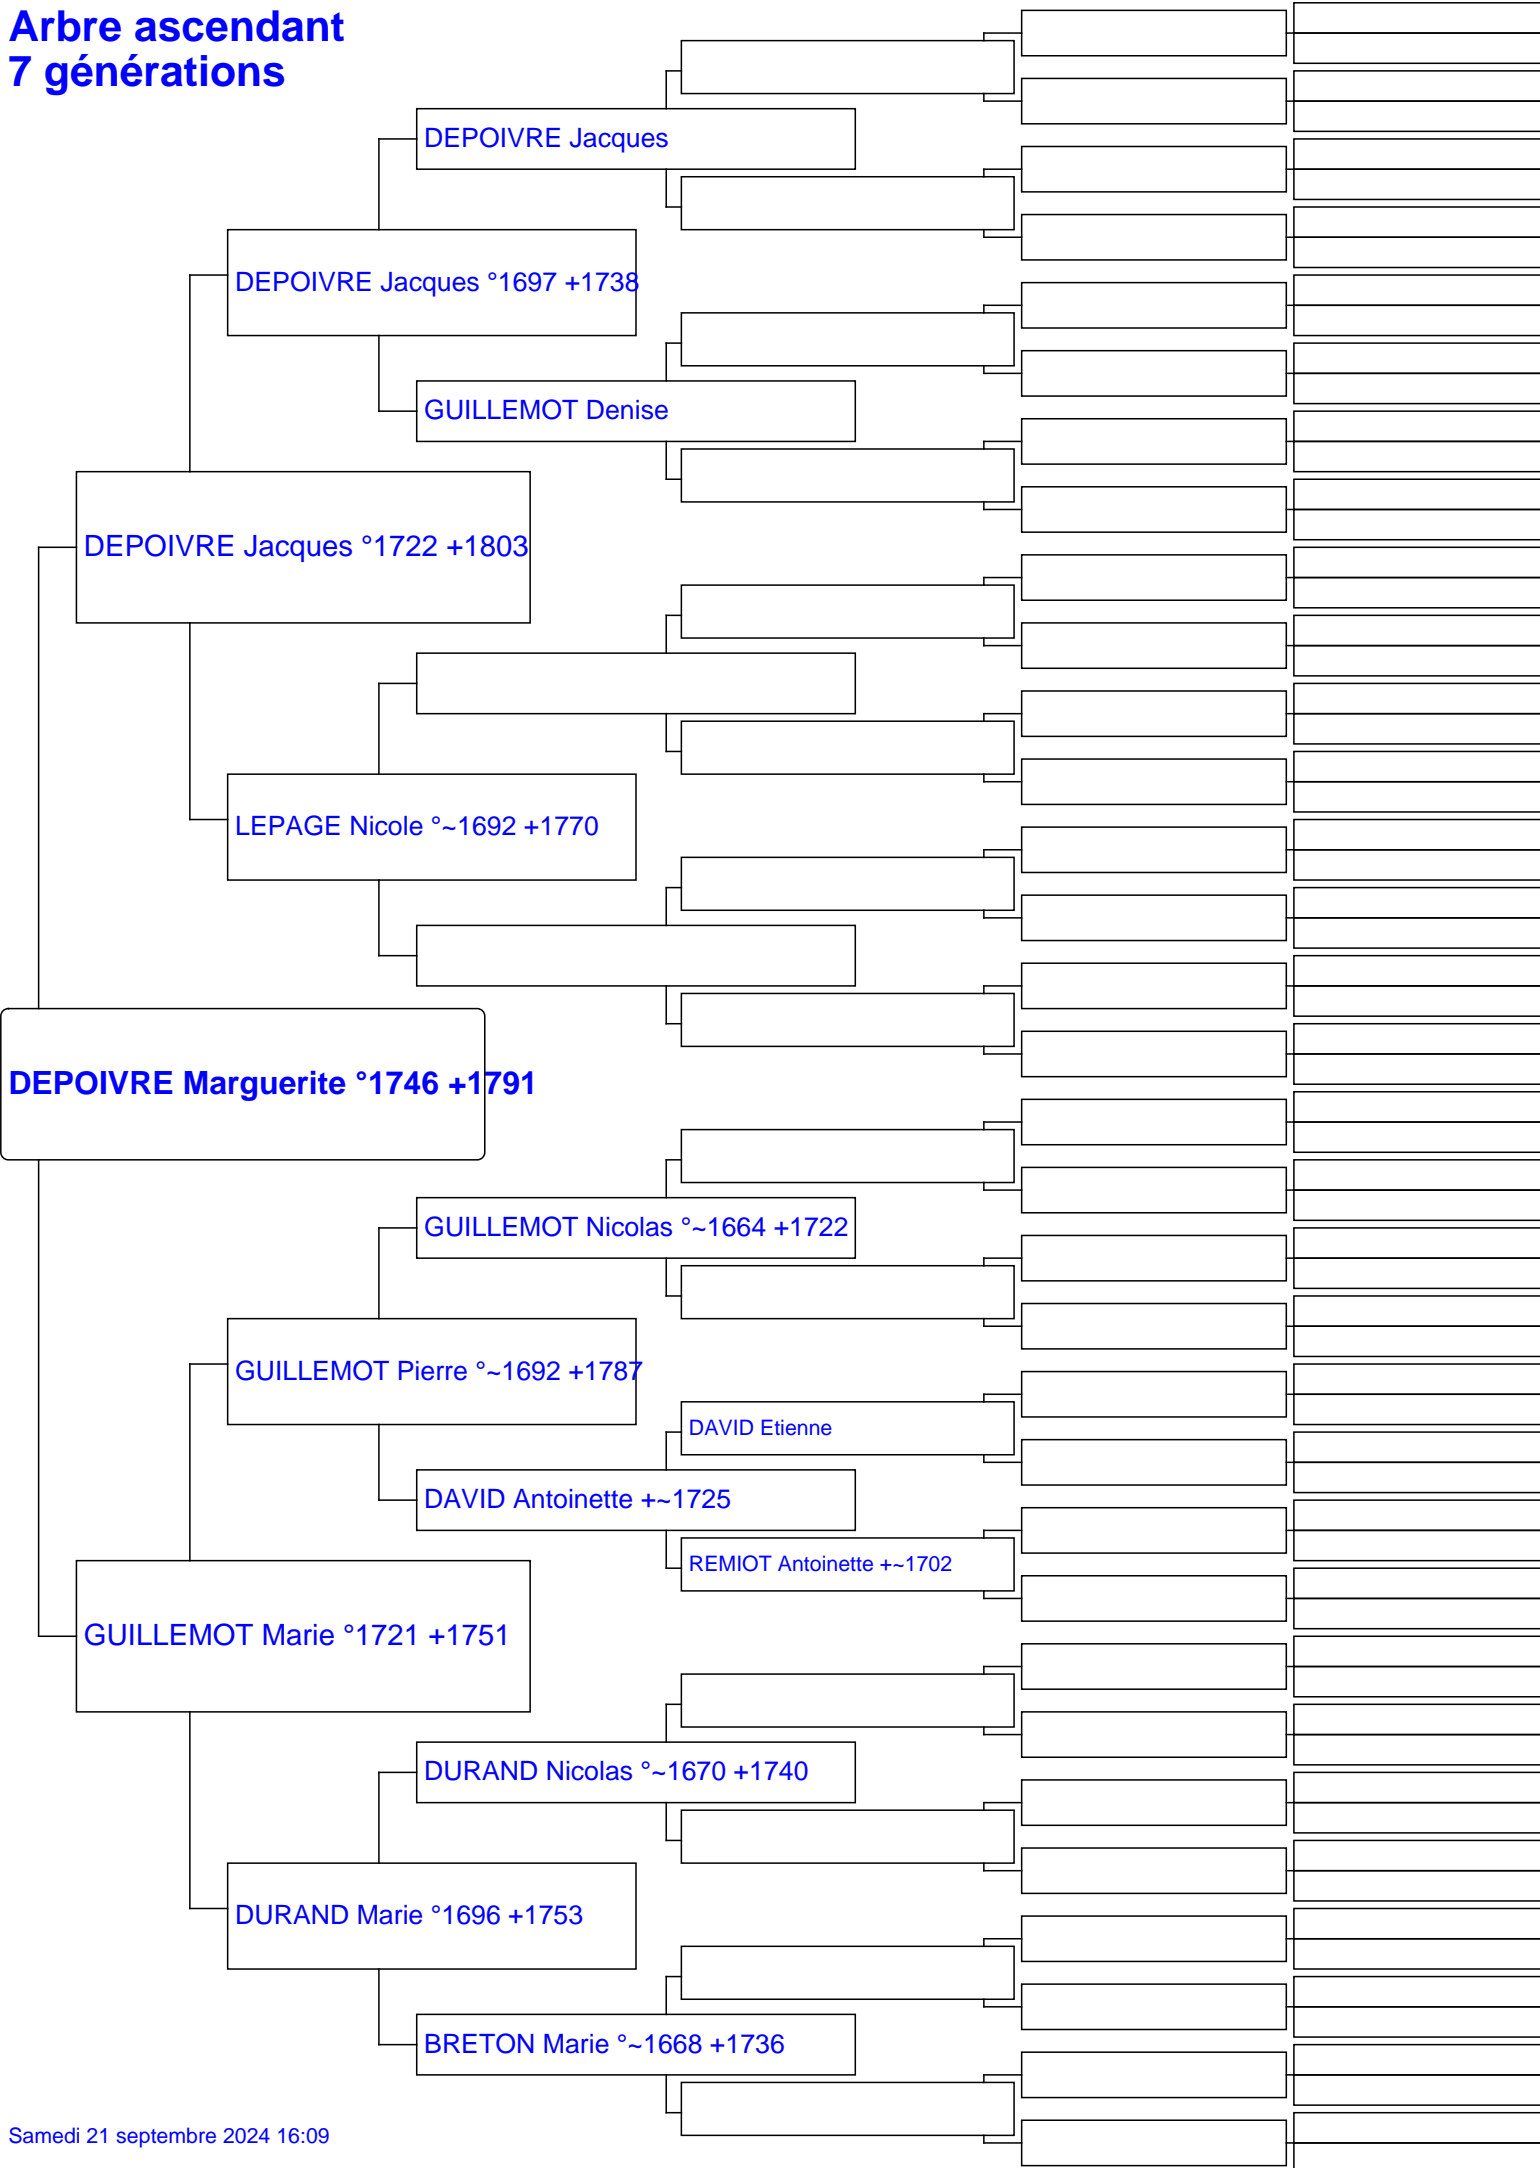 Arbre ascendant
7 générations
DEPOIVRE Jacques
DEPOIVRE Jacques °1697 +1738
GUILLEMOT Denise
DEPOIVRE Jacques °1722 +1803
LEPAGE Nicole °~1692 +1770
DEPOIVRE Marguerite °1746 +1791
GUILLEMOT Nicolas °~1664 +1722
GUILLEMOT Pierre °~1692 +1787
DAVID Etienne
DAVID Antoinette +~1725
REMIOT Antoinette +~1702
GUILLEMOT Marie °1721 +1751
DURAND Nicolas °~1670 +1740
DURAND Marie °1696 +1753
BRETON Marie °~1668 +1736
Samedi 21 septembre 2024 16:09